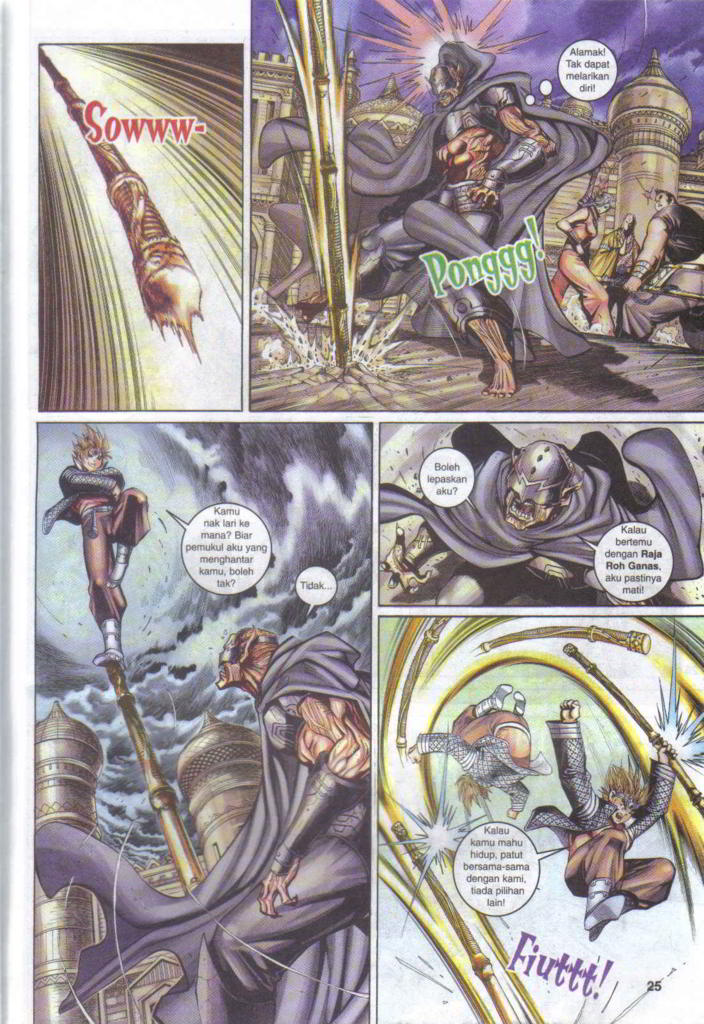 Sowww-
Alamak!
Tak dapat
melarikan
diri!
Ponggg!
Kamu
nak lari ke
mana? Biar
pemukul aku yang
menghantar
kamu, boleh
tak?
Tidak...
Boleh
lepaskan
aku?
Kalau
bertemu
dengan Raja
Roh Ganas,
aku pastinya
mati!
Kalau
kamu mahu
hidup, patut
bersama-sama
dengan kami,
tiada pilihan
lain!
Fiuttt!
25